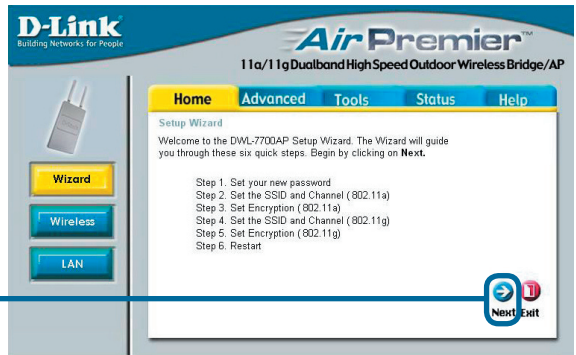 D-Link
Building Networks for People
Air Premier™
11a/11g Dualband High Speed Outdoor Wireless Bridge/AP
Home Advanced Tools Status Help
Setup Wizard
Welcome to the DWL-7700AP Setup Wizard. The Wizard will guide
you through these six quick steps. Begin by clicking on Next.
Wizard
Wireless
LAN
Step 1. Set your new password
Step 2. Set the SSID and Channel (802.11a)
Step 3. Set Encryption (802.11a)
Step 4. Set the SSID and Channel (802.11g)
Step 5. Set Encryption (802.11g)
Step 6. Restart
Next Exit